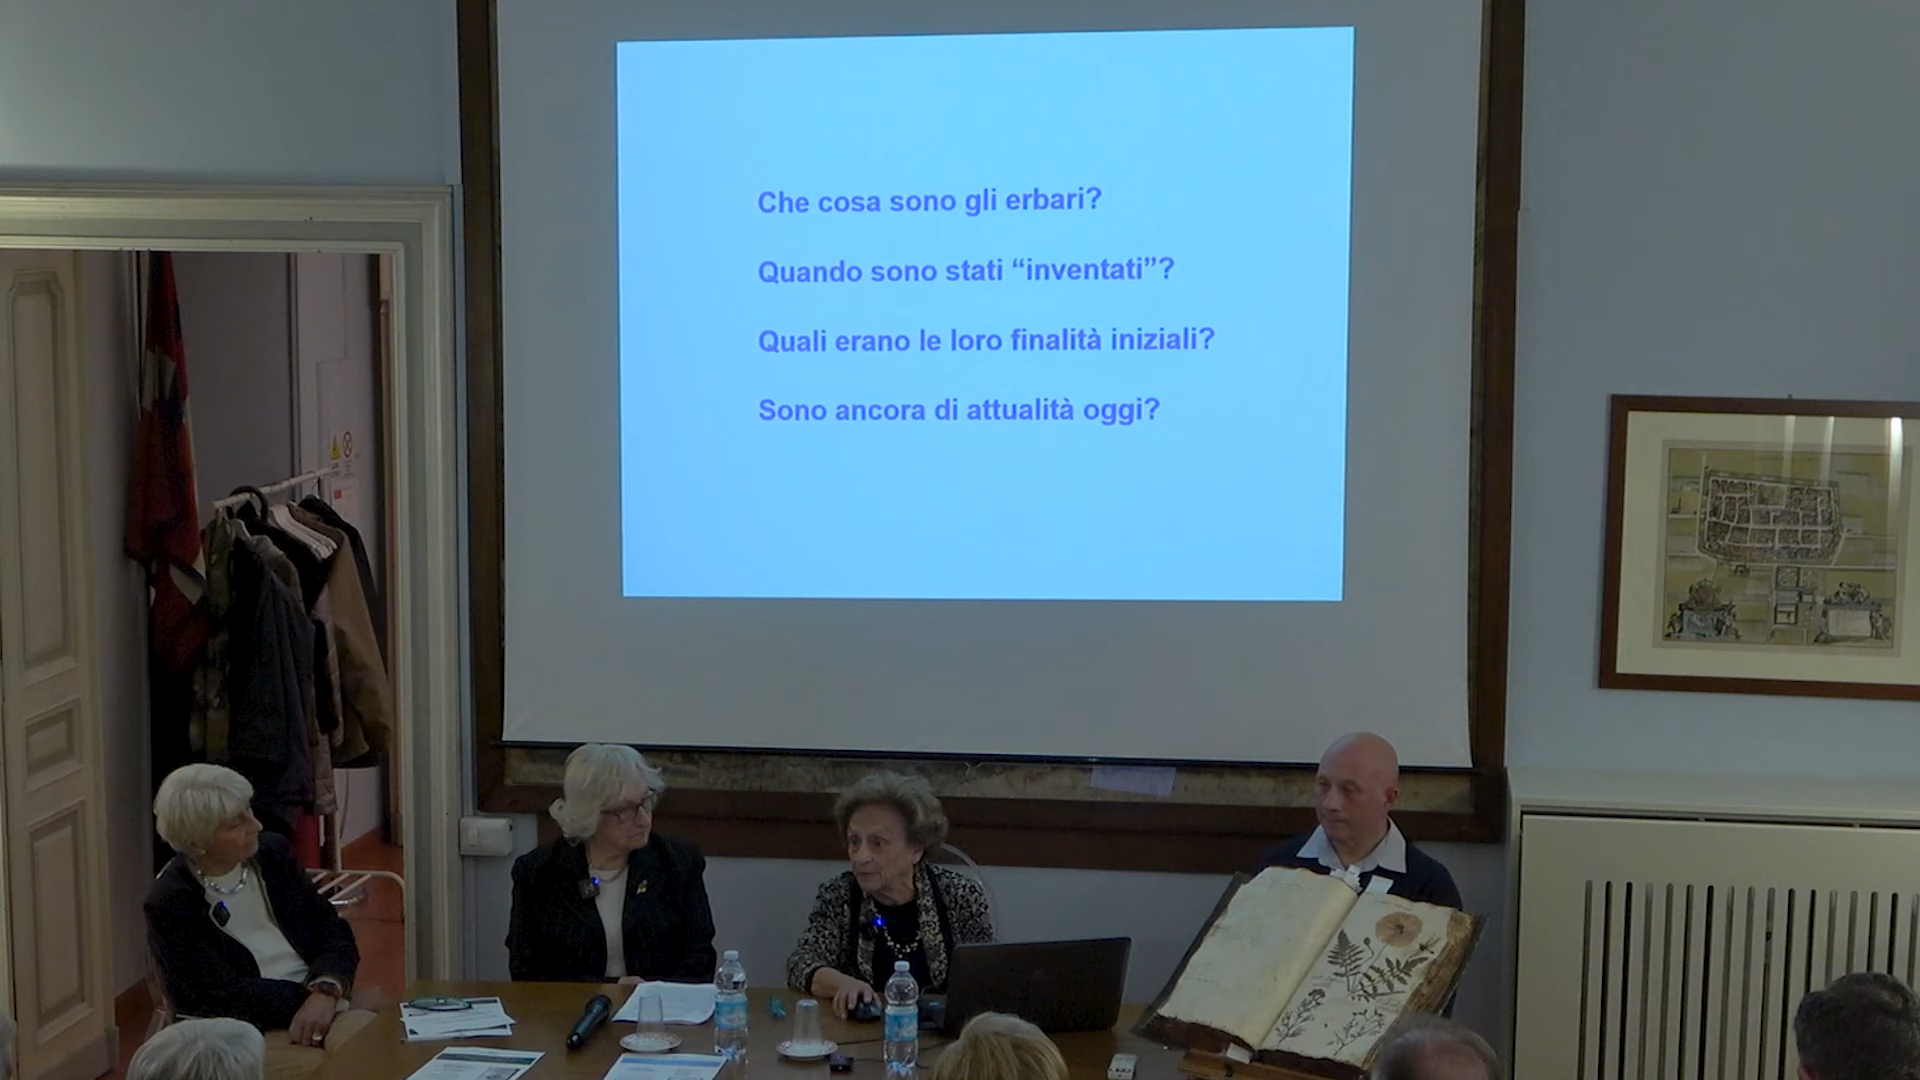 Che cosa sono gli erbari?
Quando sono stati “inventati”?
Quali erano le loro finalità iniziali?
Sono ancora di attualità oggi?